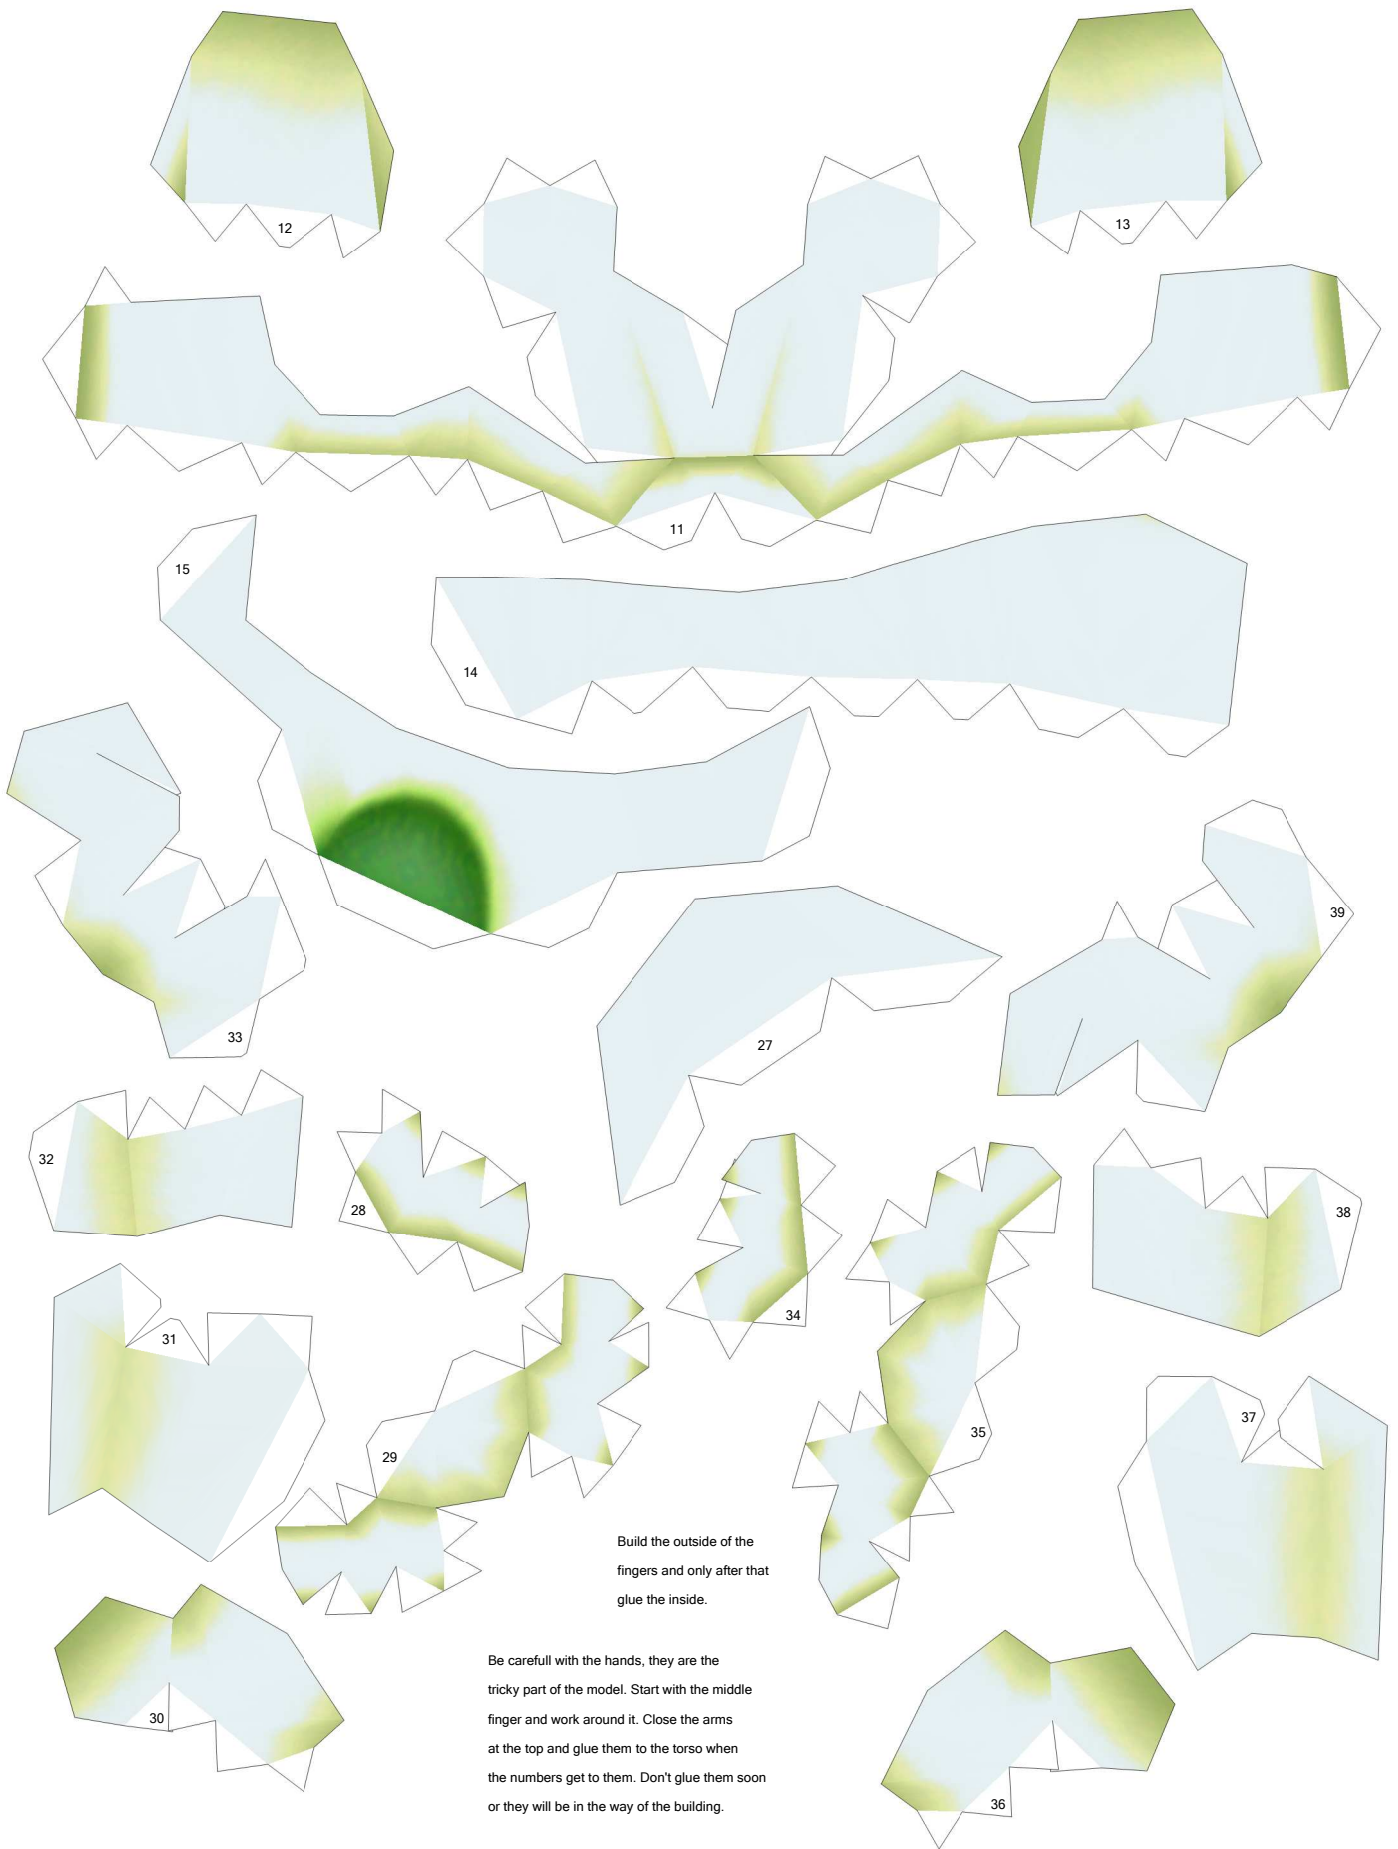 12
13
11
15
14
39
33
27
32
28
38
34
31
37
35
29
Build the outside of the
fingers and only after that
glue the inside.
Be carefull with the hands, they are the
tricky part of the model. Start with the middle
finger and work around it. Close the arms
at the top and glue them to the torso when
the numbers get to them. Don't glue them soon
or they will be in the way of the building.
30
36